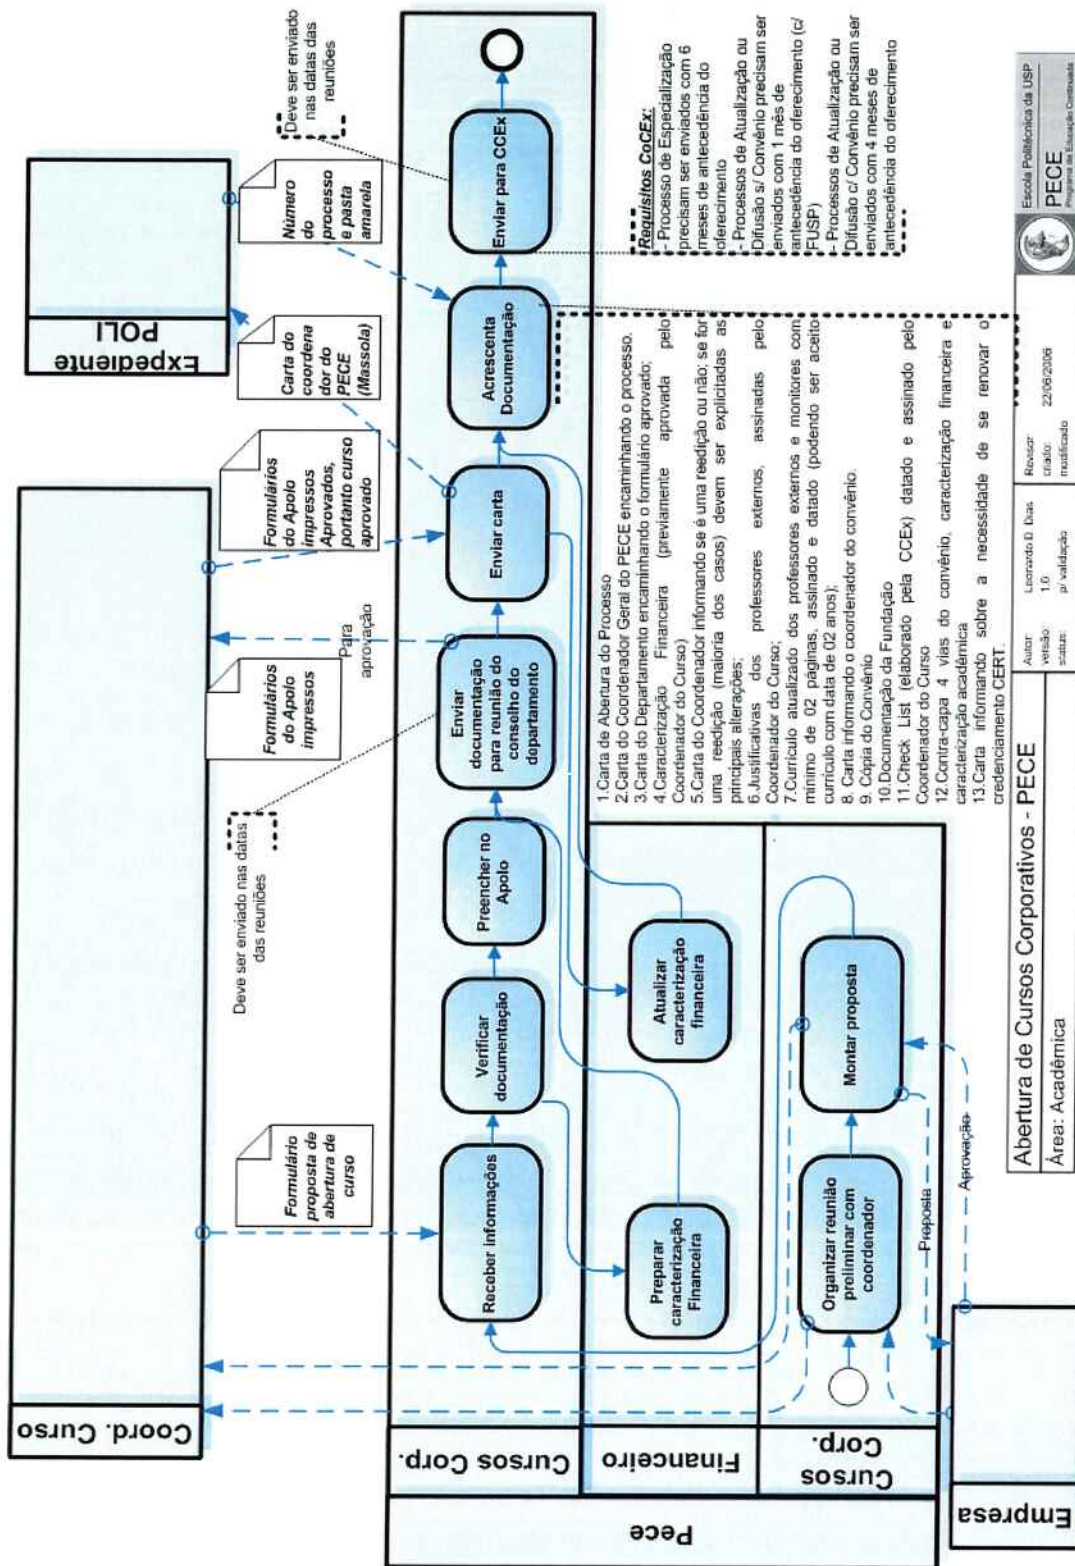 Coord. Curso
Formulário
proposta de
abertura de
curso
Deve ser enviado nas datas
das reuniões
Formulários
do Apolo
impressos
Para
aprovação
Formulários
do Apolo
impressos
Aprovados,
portanto curso
aprovado
Expediente
POLI
Carta do
coordena
dor do
PECE
(Massola)
Número
do
processo
e pasta
amarela
Deve ser enviado
nas datas das
reuniões
Pece
Cursos Corp.
Receber informações
Verificar
documentação
Preencher no
Apolo
Enviar
documentação
para reunião do
conselho do
departamento
Enviar carta
Acrescenta
Documentação
Enviar para CCEx
Financeiro
Preparar
caracterização
Financeira
Atualizar
caracterização
financeira
Cursos
Corp.
Organizar reunião
preliminar com
coordenador
Montar proposta
Proposta
Aprovação
Empresa
1.Carta de Abertura do Processo
2.Carta do Coordenador Geral do PECE encaminhando o processo.
3.Carta do Departamento encaminhando o formulário aprovado;
4.Caracterização Financeira (previamente aprovada pelo
Coordenador do Curso)
5.Carta do Coordenador informando se é uma reedição ou não; se for
uma reedição (maioria dos casos) devem ser explicitadas as
principais alterações;
6.Justificativas dos professores externos, assinadas pelo
Coordenador do Curso;
7.Currículo atualizado dos professores externos e monitores com
mínimo de 02 páginas, assinado e datado (podendo ser aceito
currículo com data de 02 anos);
8. Carta informando o coordenador do convênio.
9. Cópia do Convênio
10.Documentação da Fundação
11.Check List (elaborado pela CCEx) datado e assinado pelo
Coordenador do Curso
12.Contra-capa 4 vias do convênio, caracterização financeira e
caracterização acadêmica
13.Carta informando sobre a necessidade de se renovar o
credenciamento CERT.
Requisitos CoCEx:
- Processo de Especialização
precisam ser enviados com 6
meses de antecedência do
oferecimento
- Processos de Atualização ou
Difusão s/ Convênio precisam ser
enviados com 1 mês de
antecedência do oferecimento (c/
FUSP)
- Processos de Atualização ou
Difusão c/ Convênio precisam ser
enviados com 4 meses de
antecedência do oferecimento
Abertura de Cursos Corporativos - PECE
Área: Acadêmica
Autor: Leonardo D. Dias
versão: 1.0
status: p/ validação
Revisor
criado: 22/06/2006
modificado
Escola Politécnica da USP
PECE
Programa de Educação Continuada